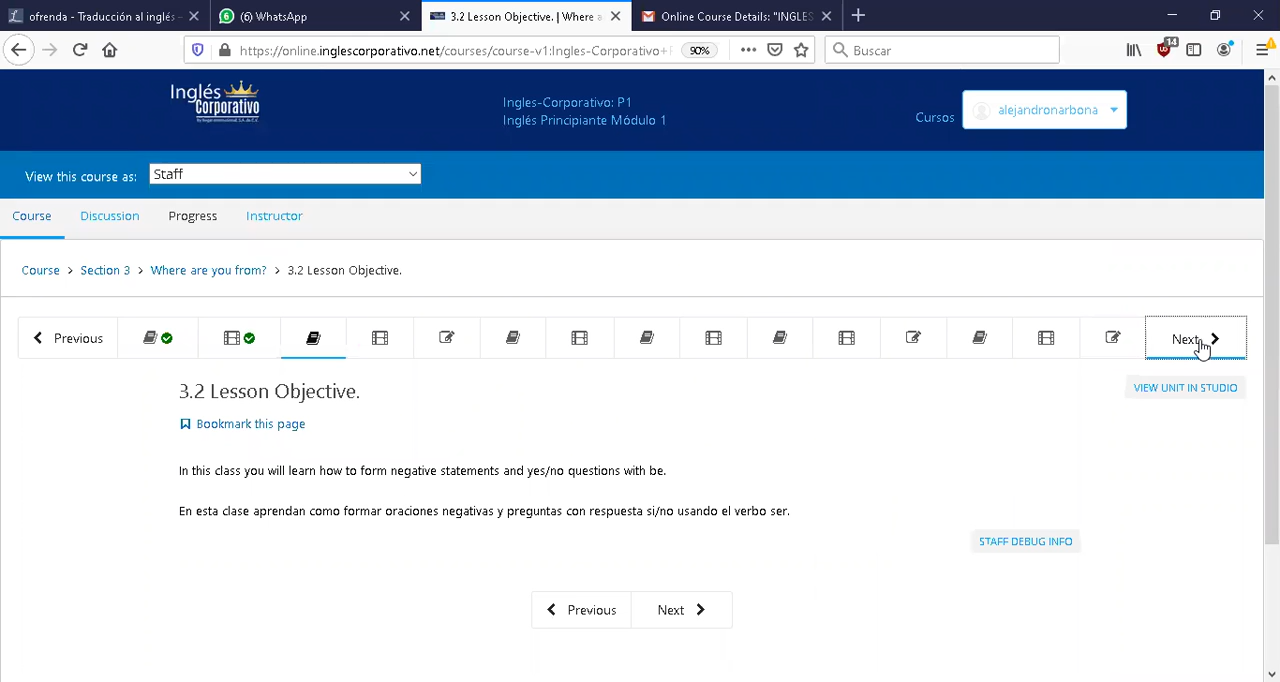 ofrenda - Traducción al inglés -
(6) WhatsApp
3.2 Lesson Objective. | Where a
Online Course Details: "INGLES
https://online.inglescorporativo.net/courses/course-v1:Ingles-Corporativo+
90%
Buscar
14
Inglés
Corporativo
Ingles-Corporativo: P1
Inglés Principiante Módulo 1
Cursos
alejandronarbona
View this course as:
Staff
Course
Discussion
Progress
Instructor
Course > Section 3 > Where are you from? > 3.2 Lesson Objective.
Previous
Next
3.2 Lesson Objective.
VIEW UNIT IN STUDIO
Bookmark this page
In this class you will learn how to form negative statements and yes/no questions with be.
En esta clase aprendan como formar oraciones negativas y preguntas con respuesta si/no usando el verbo ser.
STAFF DEBUG INFO
Previous
Next